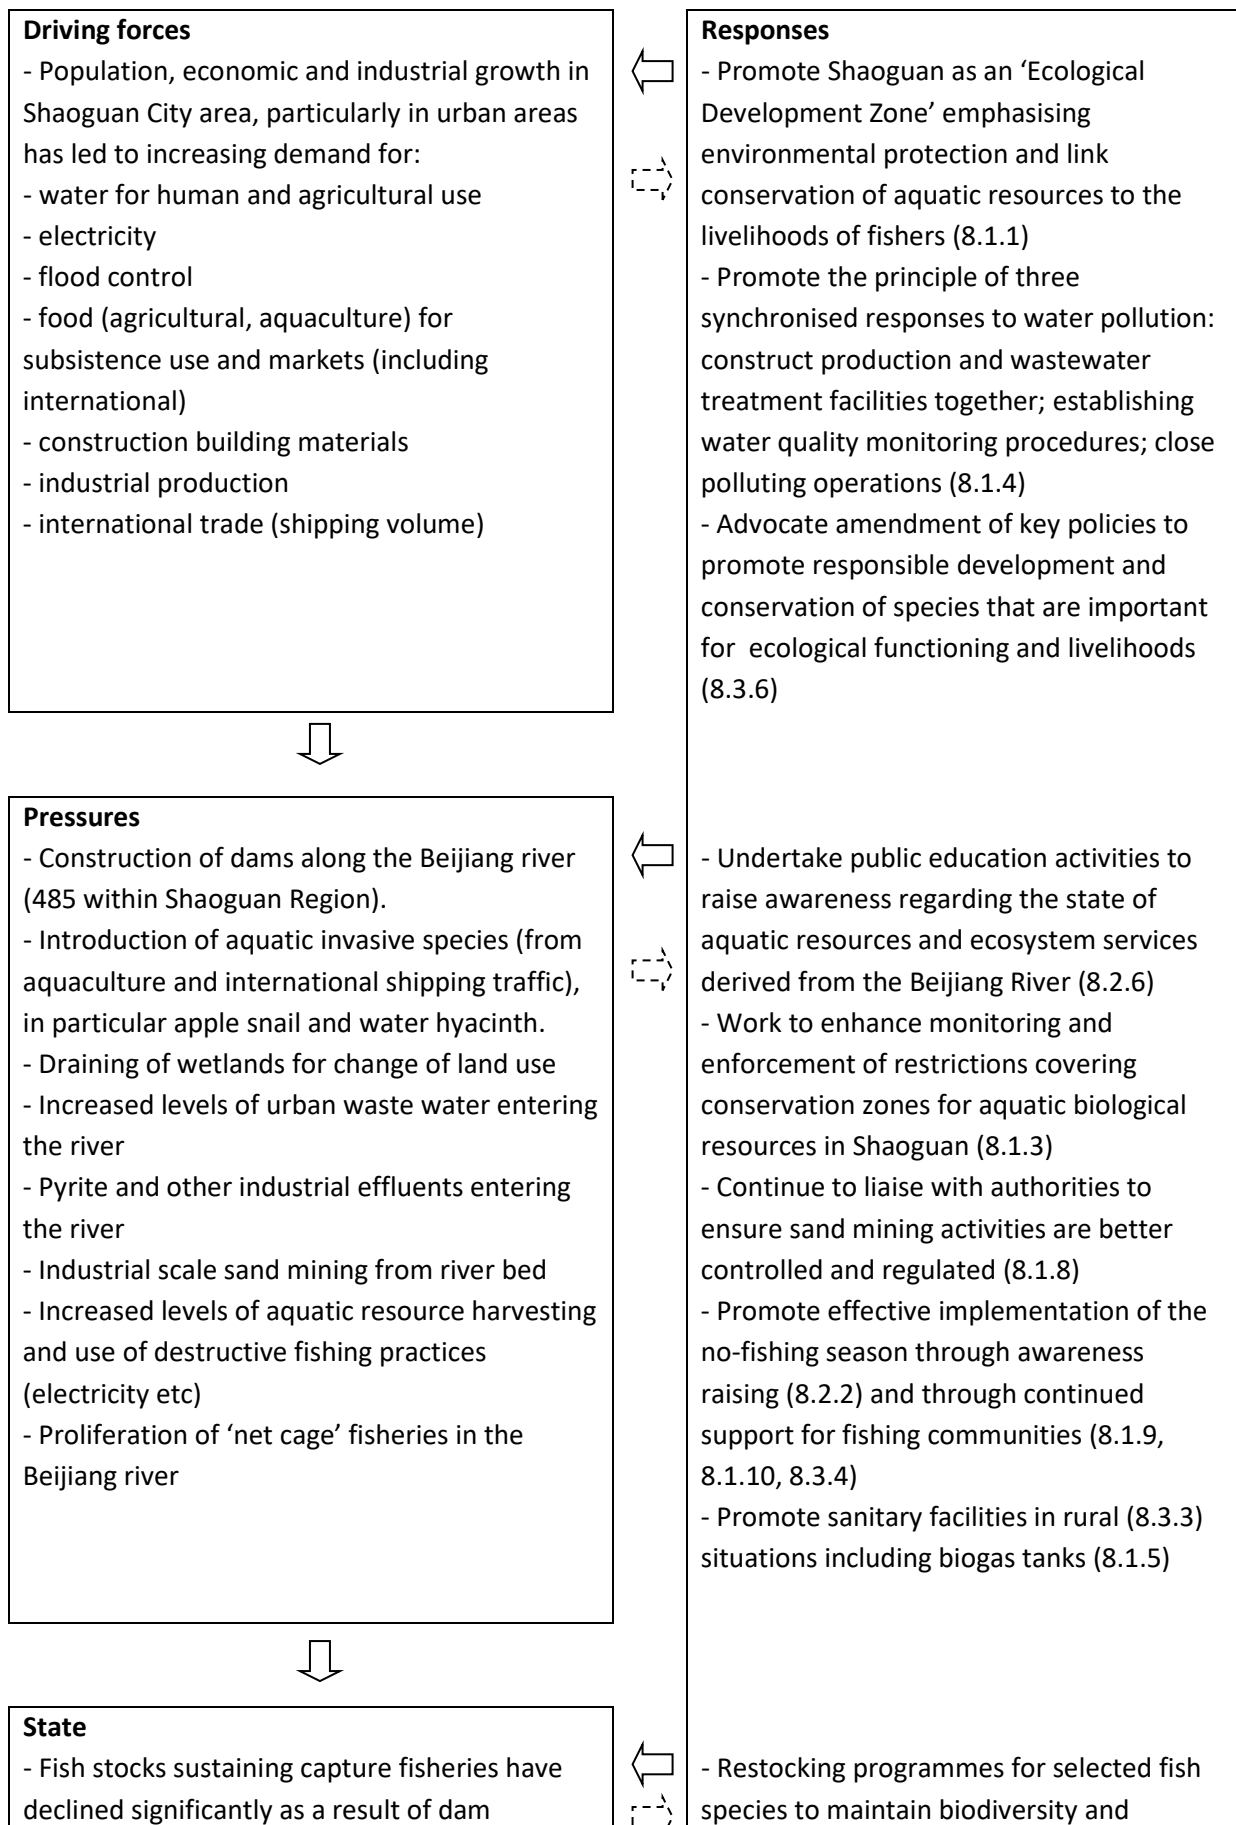 Driving forces
- Population, economic and industrial growth in
Shaoguan City area, particularly in urban areas
has led to increasing demand for:
- water for human and agricultural use
- electricity
- flood control
- food (agricultural, aquaculture) for
subsistence use and markets (including
international)
- construction building materials
- industrial production
- international trade (shipping volume)
Responses
- Promote Shaoguan as an ‘Ecological
Development Zone’ emphasising
environmental protection and link
conservation of aquatic resources to the
livelihoods of fishers (8.1.1)
- Promote the principle of three
synchronised responses to water pollution:
construct production and wastewater
treatment facilities together; establishing
water quality monitoring procedures; close
polluting operations (8.1.4)
- Advocate amendment of key policies to
promote responsible development and
conservation of species that are important
for  ecological functioning and livelihoods
(8.3.6)
Pressures
- Construction of dams along the Beijiang river
(485 within Shaoguan Region).
- Introduction of aquatic invasive species (from
aquaculture and international shipping traffic),
in particular apple snail and water hyacinth.
- Draining of wetlands for change of land use
- Increased levels of urban waste water entering
the river
- Pyrite and other industrial effluents entering
the river
- Industrial scale sand mining from river bed
- Increased levels of aquatic resource harvesting
and use of destructive fishing practices
(electricity etc)
- Proliferation of ‘net cage’ fisheries in the
Beijiang river
- Undertake public education activities to
raise awareness regarding the state of
aquatic resources and ecosystem services
derived from the Beijiang River (8.2.6)
- Work to enhance monitoring and
enforcement of restrictions covering
conservation zones for aquatic biological
resources in Shaoguan (8.1.3)
- Continue to liaise with authorities to
ensure sand mining activities are better
controlled and regulated (8.1.8)
- Promote effective implementation of the
no-fishing season through awareness
raising (8.2.2) and through continued
support for fishing communities (8.1.9,
8.1.10, 8.3.4)
- Promote sanitary facilities in rural (8.3.3)
situations including biogas tanks (8.1.5)
State
- Fish stocks sustaining capture fisheries have
declined significantly as a result of dam
- Restocking programmes for selected fish
species to maintain biodiversity and